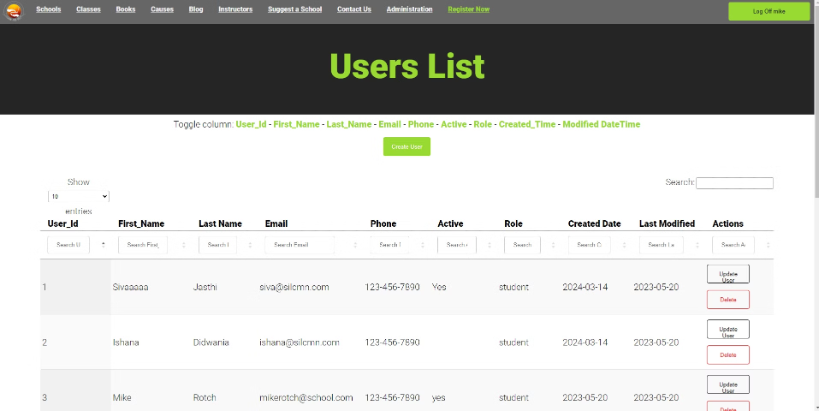 Schools Classes Books Causes Blog Instructors Suggest a School Contact Us Administration Register Now Log Off mike
Users List
Toggle column: User_Id - First_Name - Last_Name - Email - Phone - Active - Role - Created_Time - Modified DateTime
Create User
Show
10
entries
Search:
User_Id First_Name Last Name Email Phone Active Role Created Date Last Modified Actions
Search U Search First_ Search l Search Email Search Search Search Search C Search La Search A
1 Sivaaaaa Jasthi siva@silcmn.com 123-456-7890 Yes student 2024-03-14 2023-05-20 Update User
Delete
2 Ishana Didwania ishana@silcmn.com 123-456-7890 student 2024-03-14 2023-05-20 Update User
Delete
3 Mike Rotch mikerotch@school.com 123-456-7890 yes student 2023-05-20 2023-05-20 Update User
Delete